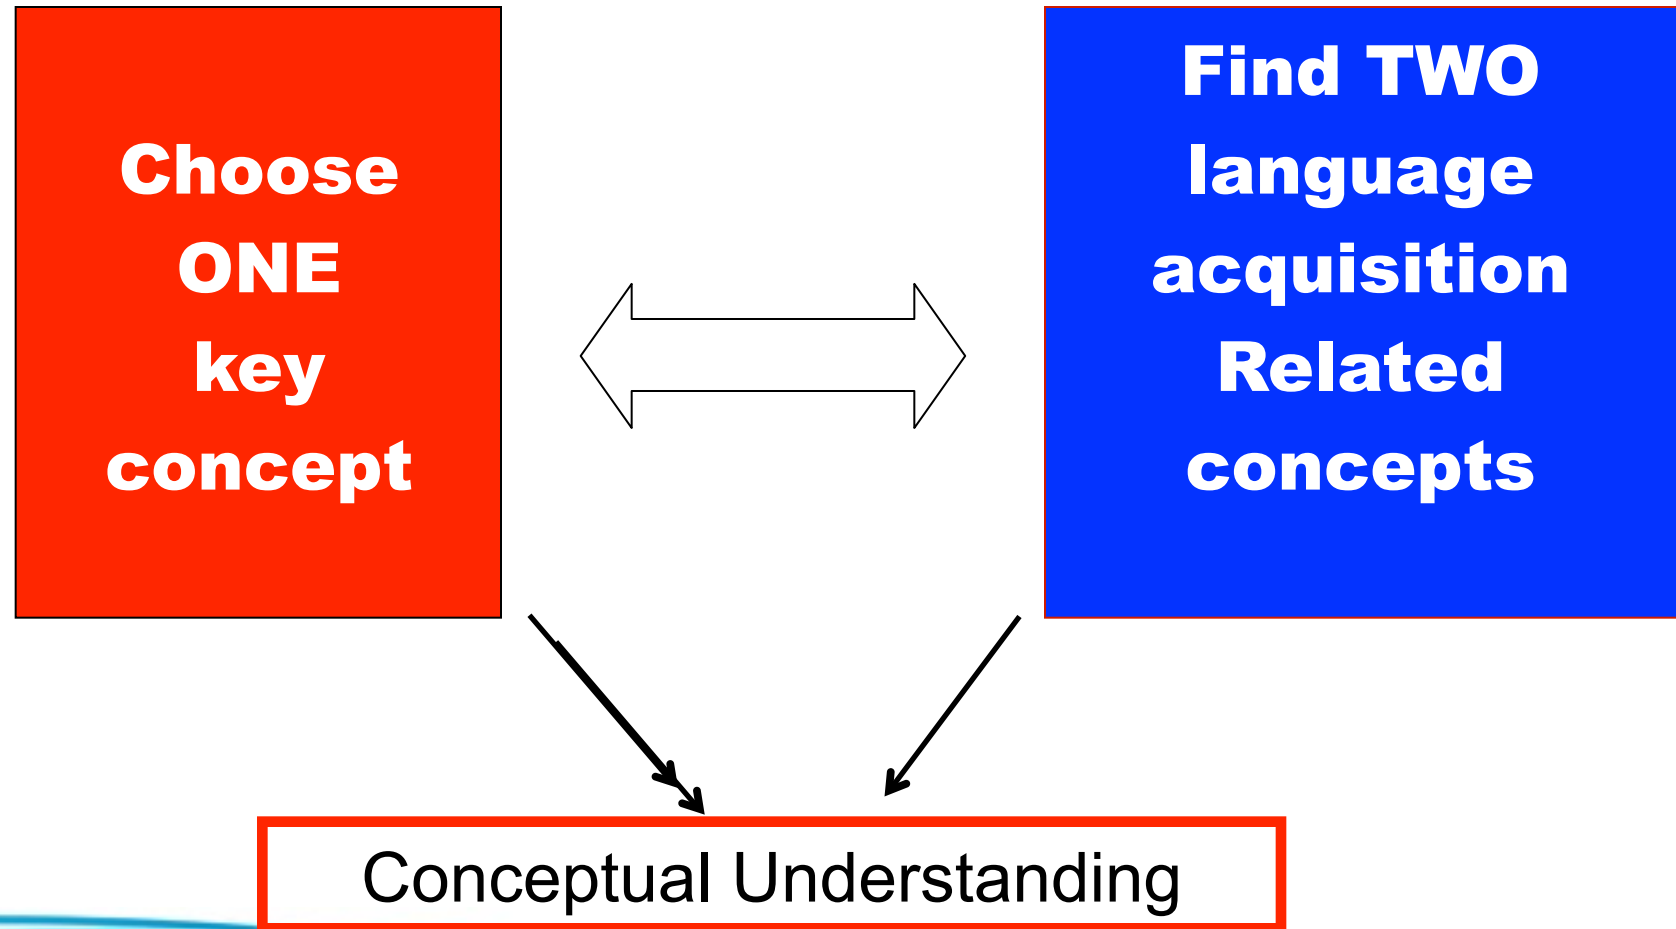 Choose
ONE
key
concept
Find TWO
language
acquisition
Related
concepts
Conceptual Understanding